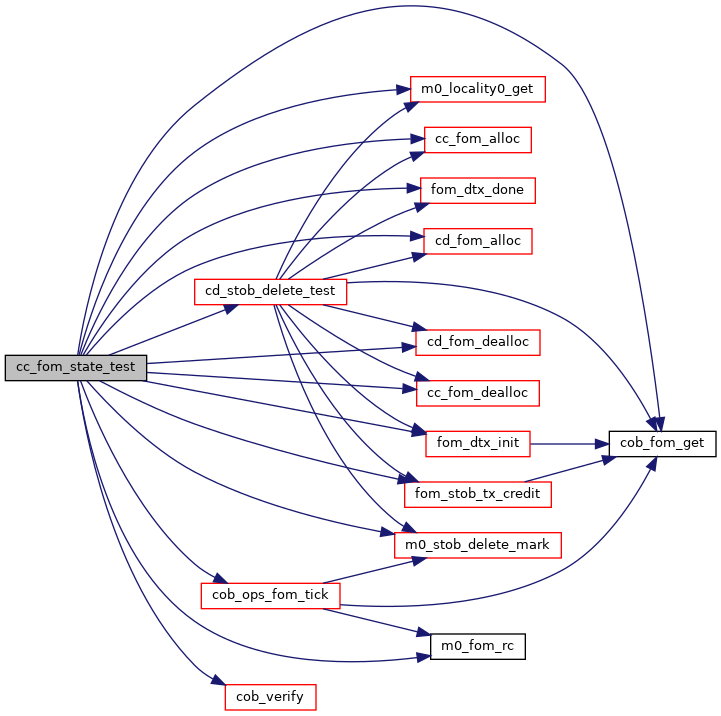 m0_locality0_get
cc_fom_alloc
fom_dtx_done
cd_fom_alloc
cd_stob_delete_test
cd_fom_dealloc
cc_fom_state_test
cc_fom_dealloc
fom_dtx_init
cob_fom_get
fom_stob_tx_credit
m0_stob_delete_mark
cob_ops_fom_tick
m0_fom_rc
cob_verify